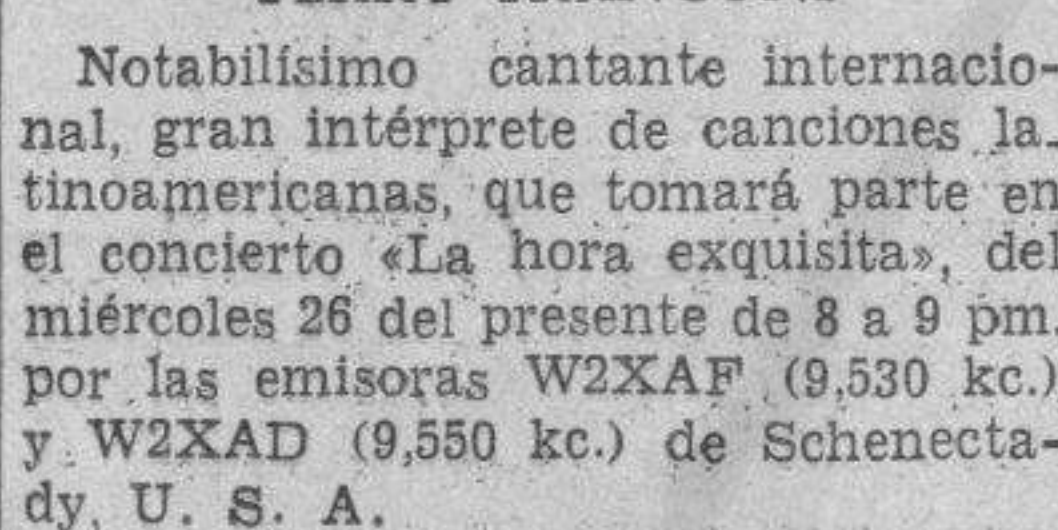 Notabilísimo cantante internacio-
nal, gran intérprete de canciones la-
tinoamericanas, que tomará parte en
el concierto «La hora exquisita», del
miércoles 26 del presente de 8 a 9 pm.
por las emisoras W2XAF (9.530 kc.)
y W2XAD (9,550 kc.) de Schenecta-
dy, U. S. A.